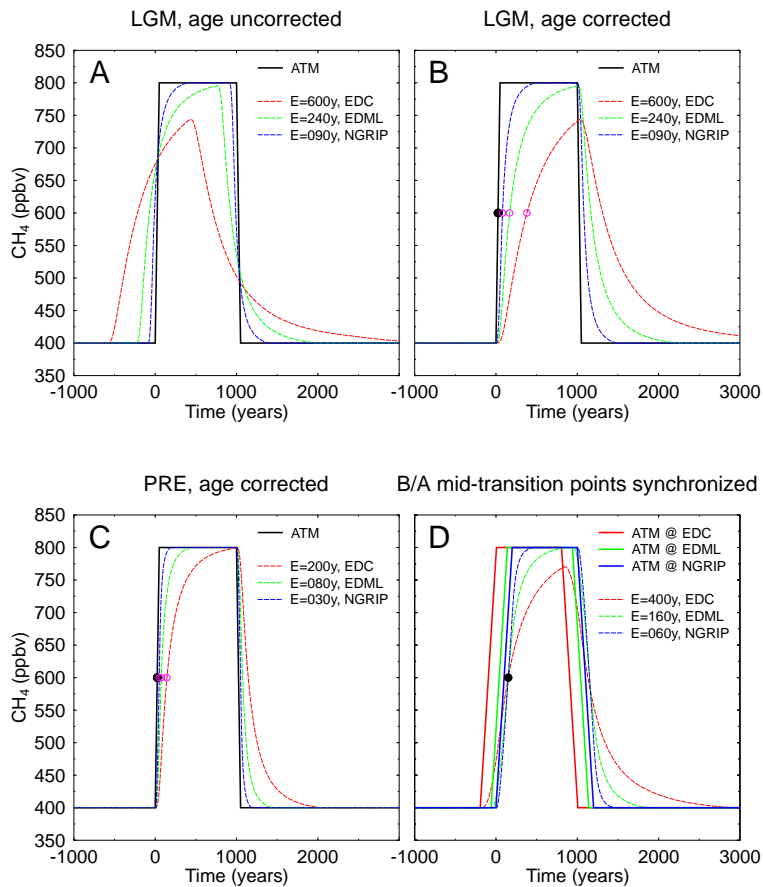 LGM, age uncorrected
A
ATM
E=600y, EDC
E=240y, EDML
E=090y, NGRIP
850
800
750
700
650
600
550
500
450
400
350
CH4 (ppbv)
-1000 0 1000 2000 -1000
Time (years)
LGM, age corrected
B
ATM
E=600y, EDC
E=240y, EDML
E=090y, NGRIP
-1000 0 1000 2000 3000
Time (years)
PRE, age corrected
C
ATM
E=200y, EDC
E=080y, EDML
E=030y, NGRIP
850
800
750
700
650
600
550
500
450
400
350
CH4 (ppbv)
-1000 0 1000 2000 -1000
Time (years)
B/A mid-transition points synchronized
D
ATM @ EDC
ATM @ EDML
ATM @ NGRIP
E=400y, EDC
E=160y, EDML
E=060y, NGRIP
0 1000 2000 3000
Time (years)